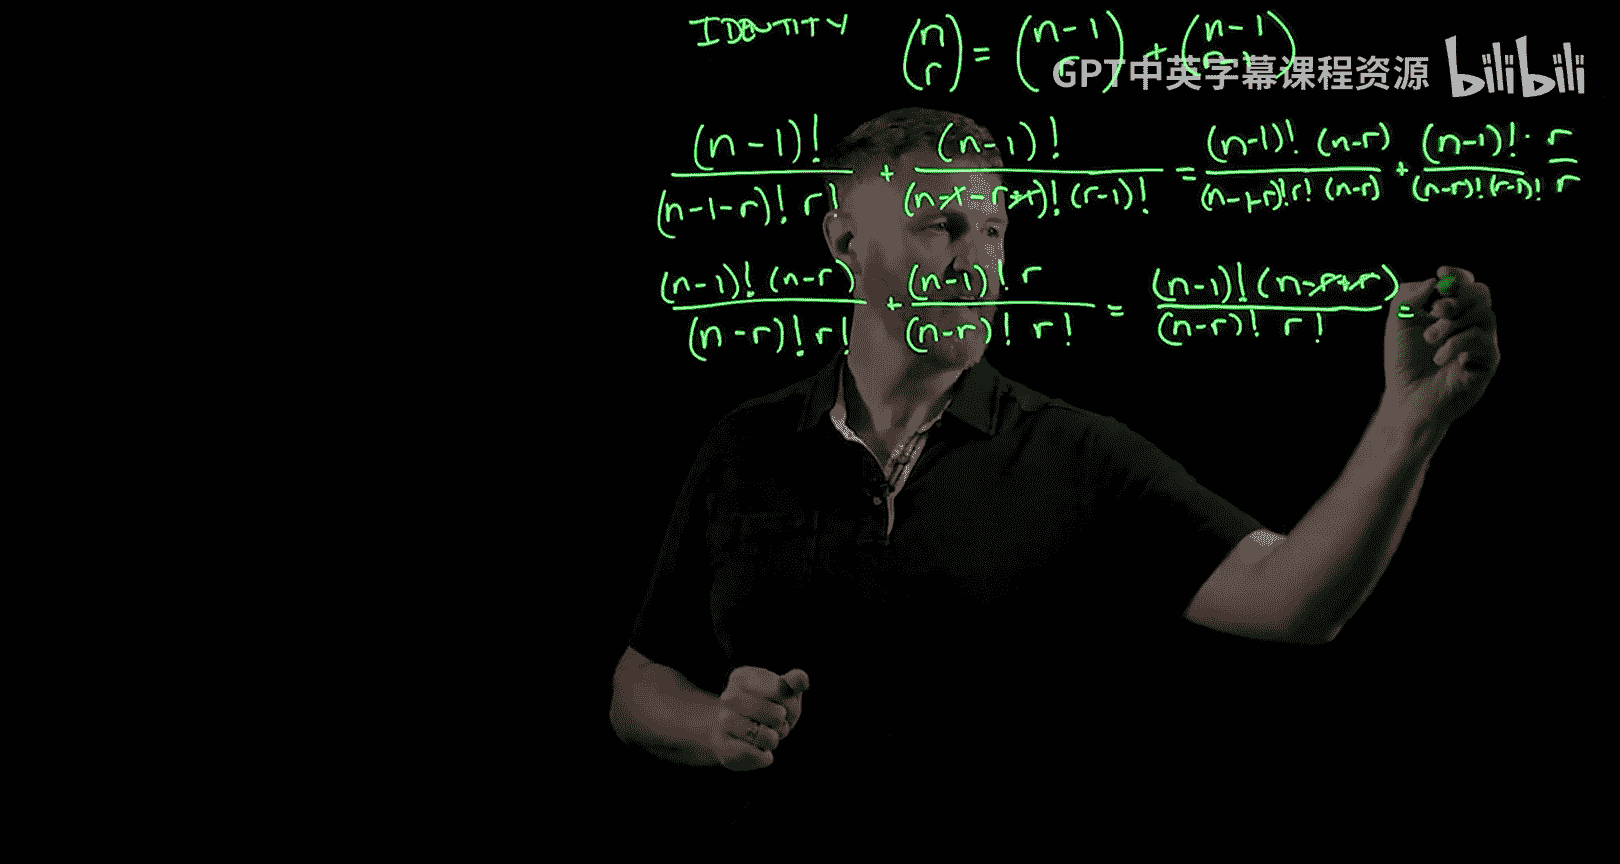 IDENTITY (n r) = (n-1 r) + (n-1 r-1)
GPT中英字幕课程资源 bilibili
(n-1)! / (n-1-r)! r! + (n-1)! / (n-1-r+1)! (r-1)! = (n-1)! (n-r) / (n-1-r)! r! (n-r) + (n-1)! · r / (n-r)! (r-1)! r
(n-1)! (n-r) / (n-r)! r! + (n-1)! r / (n-r)! r! = (n-1)! (n-r+r) / (n-r)! r! =